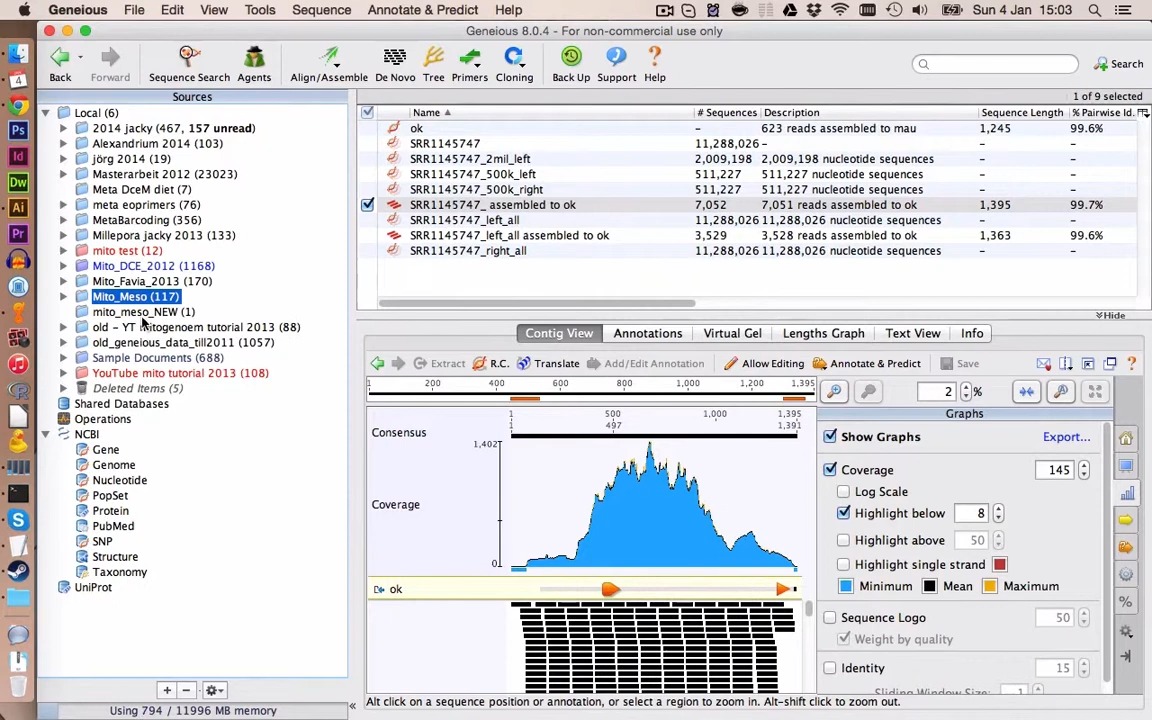 Geneious File Edit View Tools Sequence Annotate & Predict Help Sun 4 Jan 15:03
Geneious 8.0.4 - For non-commercial use only
Back Forward Sequence Search Agents Align/Assemble De Novo Tree Primers Cloning Back Up Support Help Search
Sources
1 of 9 selected
Name # Sequences Description Sequence Length % Pairwise Id.
Local (6)
2014 jacky (467, 157 unread)
Alexandrium 2014 (103)
jörg 2014 (19)
Masterarbeit 2012 (23023)
Meta DceM diet (7)
meta eoprimers (76)
MetaBarcoding (356)
Millepora jacky 2013 (133)
mito test (12)
Mito_DCE_2012 (1168)
Mito_Favia_2013 (170)
Mito_Meso (117)
mito_meso_NEW (1)
old - YT mitogenoem tutorial 2013 (88)
old_geneious_data_till2011 (1057)
Sample Documents (688)
YouTube mito tutorial 2013 (108)
Deleted Items (5)
Shared Databases
Operations
NCBI
Gene
Genome
Nucleotide
PopSet
Protein
PubMed
SNP
Structure
Taxonomy
UniProt
Using 794 / 11996 MB memory
ok - 623 reads assembled to mau 1,245 99.6%
SRR1145747 11,288,026 - - -
SRR1145747_2mil_left 2,009,198 2,009,198 nucleotide sequences - -
SRR1145747_500k_left 511,227 511,227 nucleotide sequences - -
SRR1145747_500k_right 511,227 511,227 nucleotide sequences - -
SRR1145747_ assembled to ok 7,052 7,051 reads assembled to ok 1,395 99.7%
SRR1145747_left_all 11,288,026 11,288,026 nucleotide sequences - -
SRR1145747_left_all assembled to ok 3,529 3,528 reads assembled to ok 1,363 99.6%
SRR1145747_right_all 11,288,026 11,288,026 nucleotide sequences - -
Hide
Contig View Annotations Virtual Gel Lengths Graph Text View Info
Extract R.C. Translate Add/Edit Annotation Allow Editing Annotate & Predict Save
1 200 400 600 800 1,000 1,395
2 %
1 500 1,000 1,395
Consensus 1 497 1,391
1,402
Coverage
0
ok
Graphs
Show Graphs Export...
Coverage 145
Log Scale
Highlight below 8
Highlight above 50
Highlight single strand
Minimum Mean Maximum
Sequence Logo 50
Weight by quality
Identity 15
Sliding Window Size: 1
Alt click on a sequence position or annotation, or select a region to zoom in. Alt-shift click to zoom out.